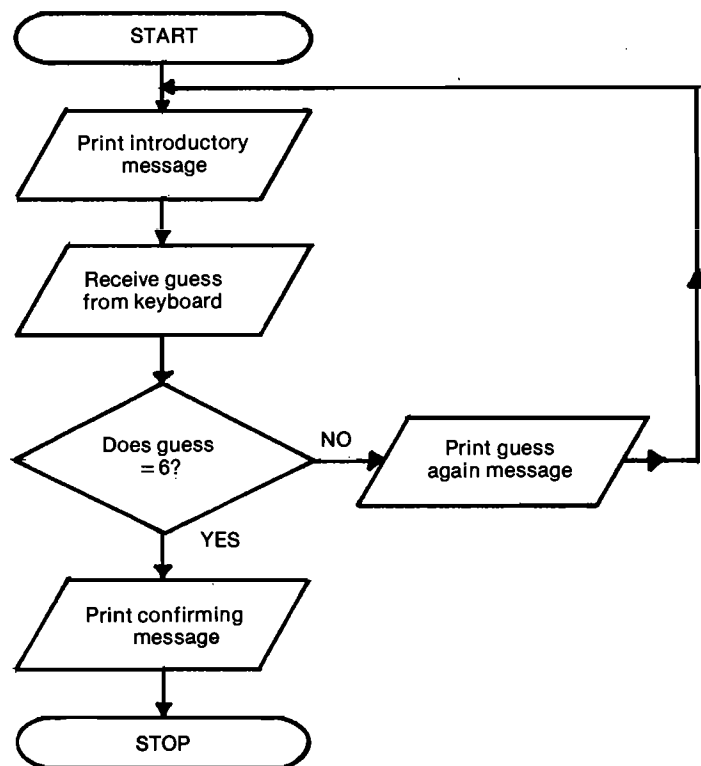 START
Print introductory
message
Receive guess
from keyboard
Does guess
= 6?
NO
Print guess
again message
YES
Print confirming
message
STOP